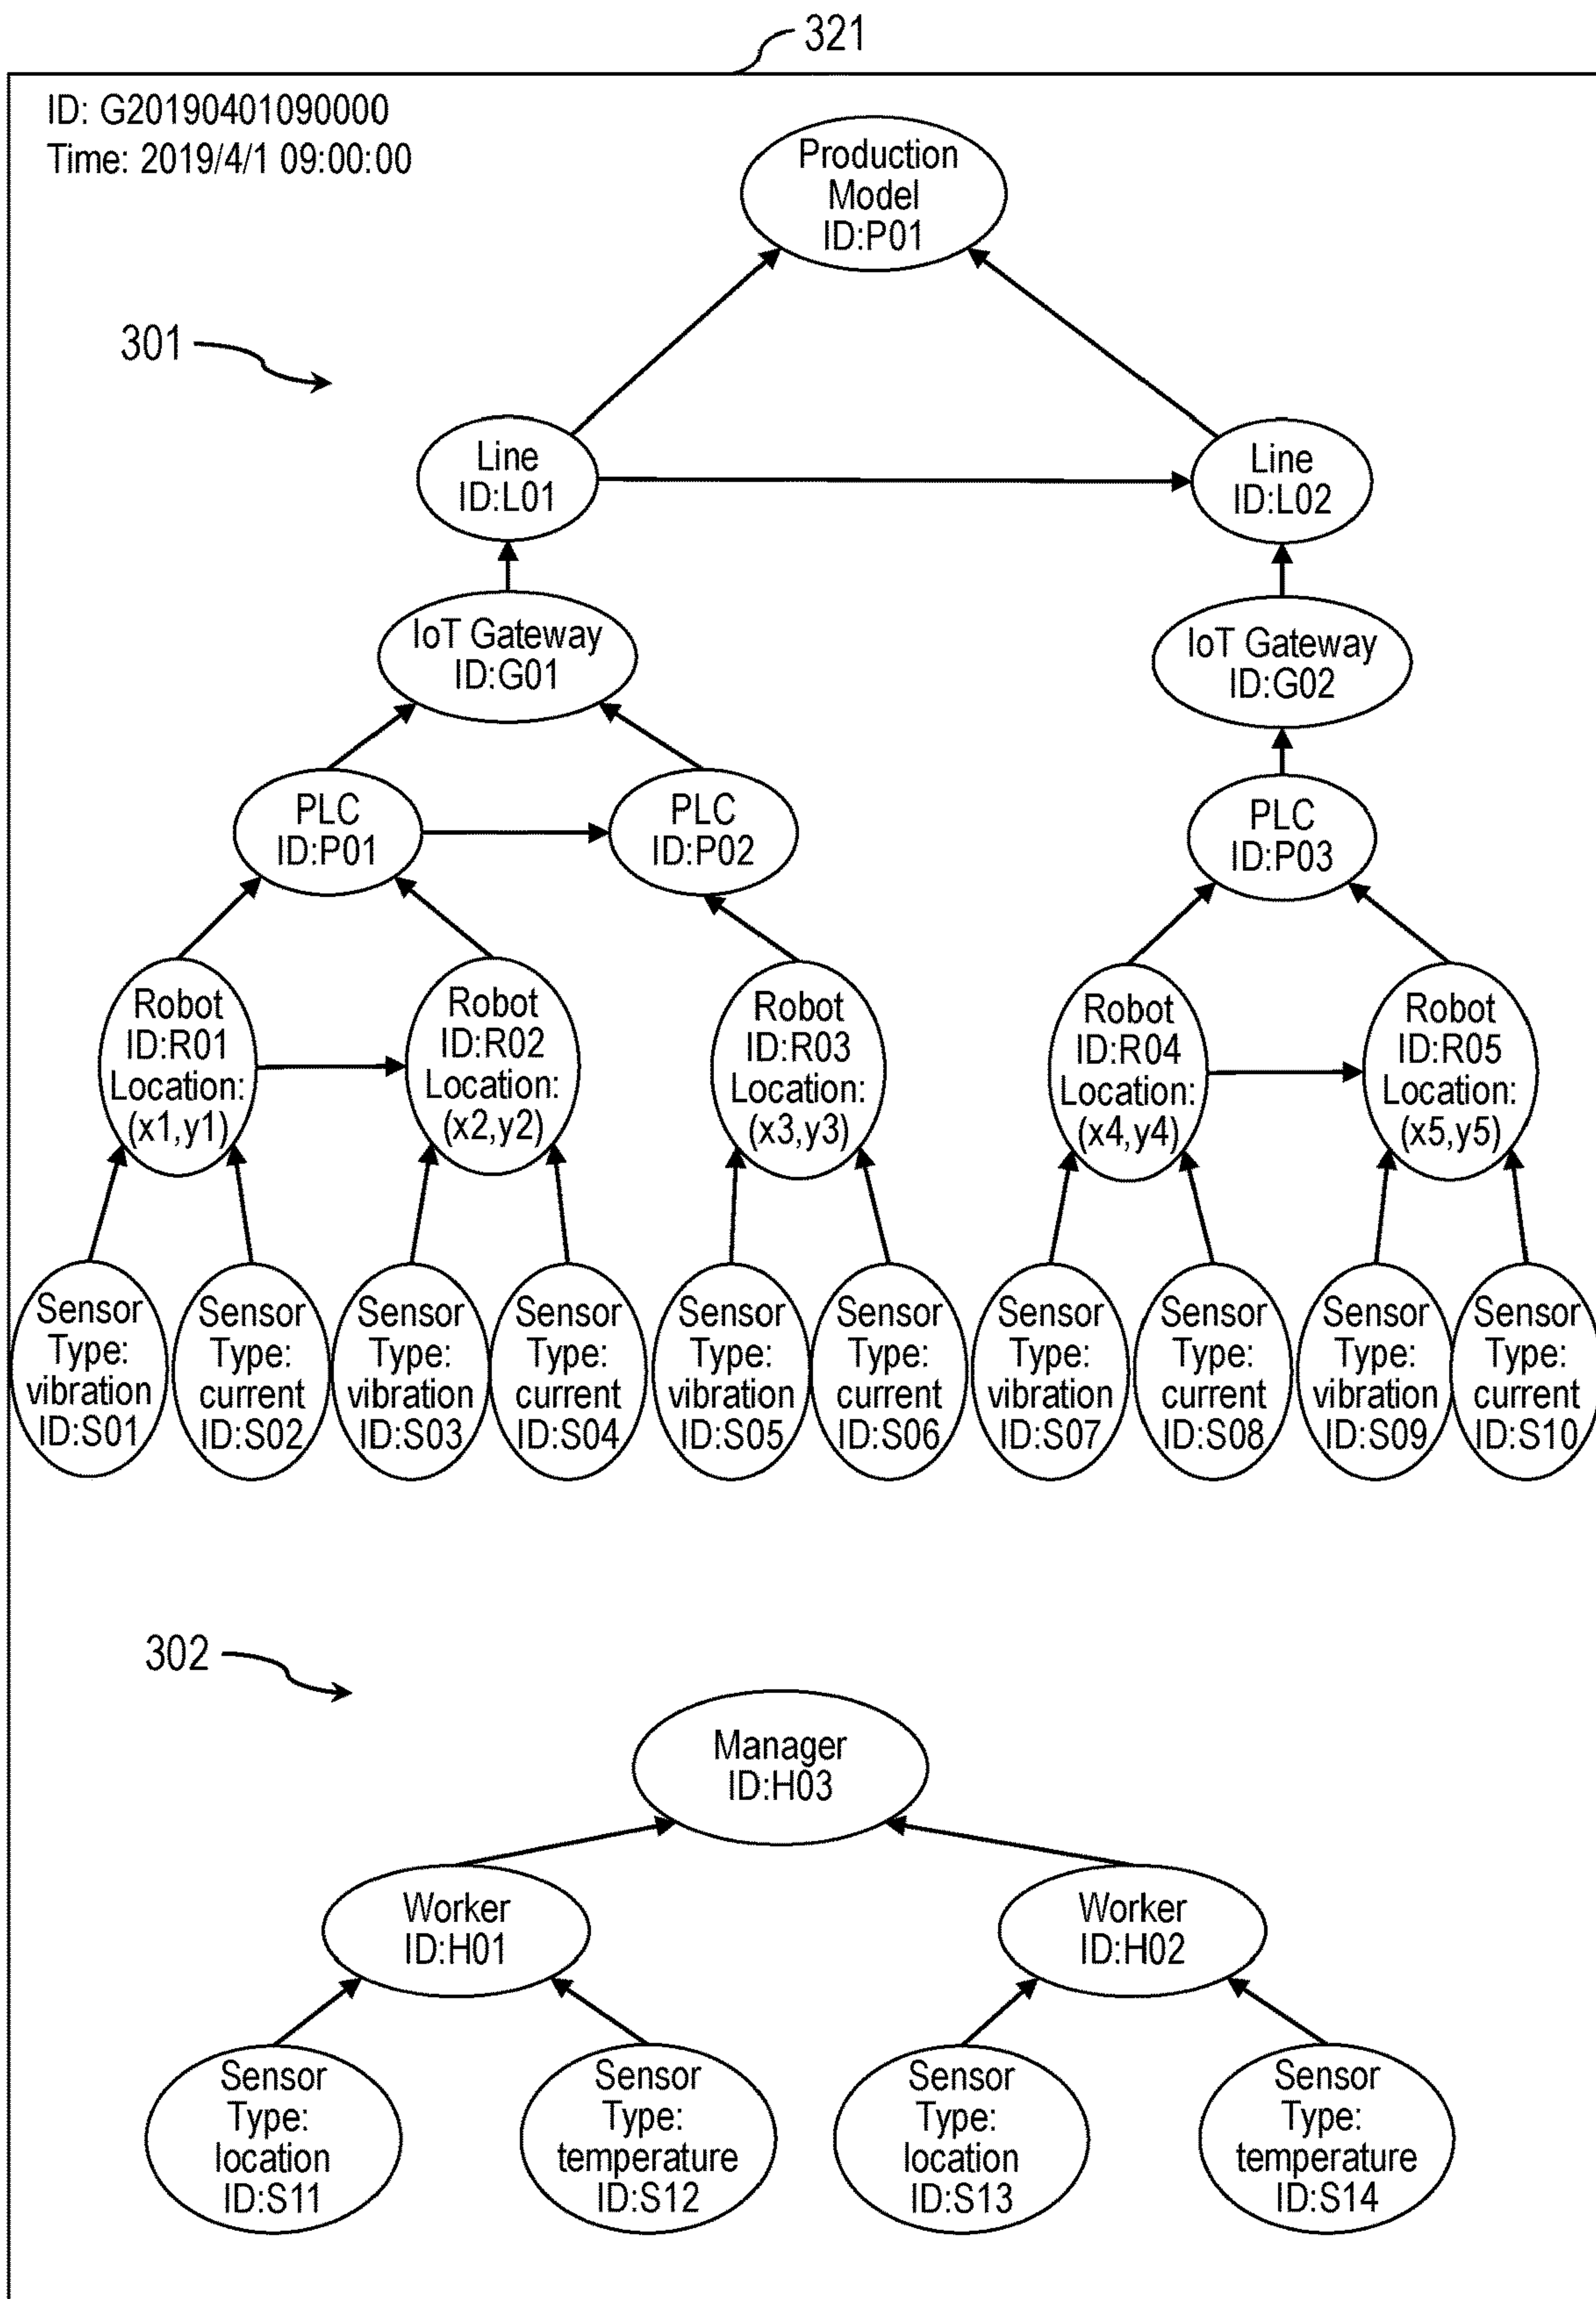 321
ID: G20190401090000
Time: 2019/4/1 09:00:00
Production
Model
ID:P01
301
Line
ID:L01
Line
ID:L02
IoT Gateway
ID:G01
IoT Gateway
ID:G02
PLC
ID:P01
PLC
ID:P02
PLC
ID:P03
Robot
ID:R01
Location:
(x1,y1)
Robot
ID:R02
Location:
(x2,y2)
Robot
ID:R03
Location:
(x3,y3)
Robot
ID:R04
Location:
(x4,y4)
Robot
ID:R05
Location:
(x5,y5)
Sensor
Type:
vibration
ID:S01
Sensor
Type:
current
ID:S02
Sensor
Type:
vibration
ID:S03
Sensor
Type:
current
ID:S04
Sensor
Type:
vibration
ID:S05
Sensor
Type:
current
ID:S06
Sensor
Type:
vibration
ID:S07
Sensor
Type:
current
ID:S08
Sensor
Type:
vibration
ID:S09
Sensor
Type:
current
ID:S10
302
Manager
ID:H03
Worker
ID:H01
Worker
ID:H02
Sensor
Type:
location
ID:S11
Sensor
Type:
temperature
ID:S12
Sensor
Type:
location
ID:S13
Sensor
Type:
temperature
ID:S14